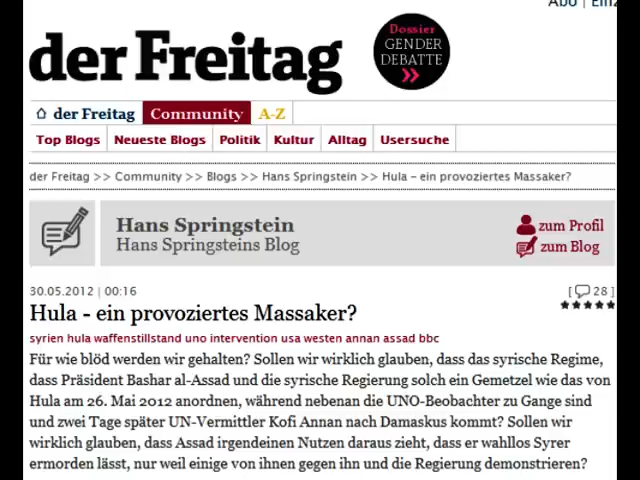 Abo | Einz
der Freitag
Dossier
GENDER
DEBATTE
der Freitag Community A-Z
Top Blogs Neueste Blogs Politik Kultur Alltag Usersuche
der Freitag >> Community >> Blogs >> Hans Springstein >> Hula – ein provoziertes Massaker?
Hans Springstein
Hans Springsteins Blog
zum Profil
zum Blog
30.05.2012 | 00:16
[ 28 ]
Hula - ein provoziertes Massaker?
syrien hula waffenstillstand uno intervention usa westen annan assad bbc
Für wie blöd werden wir gehalten? Sollen wir wirklich glauben, dass das syrische Regime,
dass Präsident Bashar al-Assad und die syrische Regierung solch ein Gemetzel wie das von
Hula am 26. Mai 2012 anordnen, während nebenan die UNO-Beobachter zu Gange sind
und zwei Tage später UN-Vermittler Kofi Annan nach Damaskus kommt? Sollen wir
wirklich glauben, dass Assad irgendeinen Nutzen daraus zieht, dass er wahllos Syrer
ermorden lässt, nur weil einige von ihnen gegen ihn und die Regierung demonstrieren?